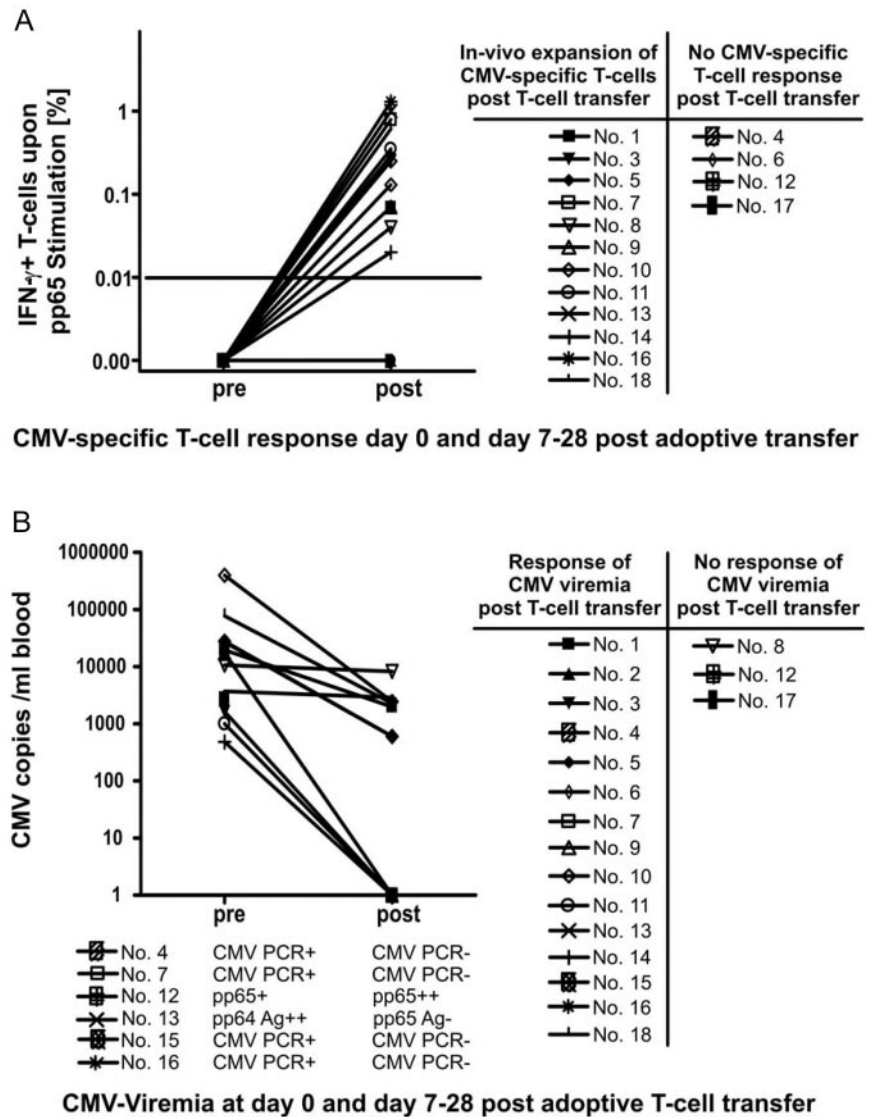 A
IFN-γ+ T-cells upon
pp65 Stimulation [%]
1
0.1
0.01
0.00
pre
post
In-vivo expansion of
CMV-specific T-cells
post T-cell transfer
No. 1
No. 3
No. 5
No. 7
No. 8
No. 9
No. 10
No. 11
No. 13
No. 14
No. 16
No. 18
No CMV-specific
T-cell response
post T-cell transfer
No. 4
No. 6
No. 12
No. 17
CMV-specific T-cell response day 0 and day 7-28 post adoptive transfer
B
CMV copies /ml blood
1000000
100000
10000
1000
100
10
1
pre
post
No. 4 CMV PCR+ CMV PCR-
No. 7 CMV PCR+ CMV PCR-
No. 12 pp65+ pp65++
No. 13 pp64 Ag++ pp65 Ag-
No. 15 CMV PCR+ CMV PCR-
No. 16 CMV PCR+ CMV PCR-
Response of
CMV viremia
post T-cell transfer
No. 1
No. 2
No. 3
No. 4
No. 5
No. 6
No. 7
No. 9
No. 10
No. 11
No. 13
No. 14
No. 15
No. 16
No. 18
No response of
CMV viremia
post T-cell transfer
No. 8
No. 12
No. 17
CMV-Viremia at day 0 and day 7-28 post adoptive T-cell transfer